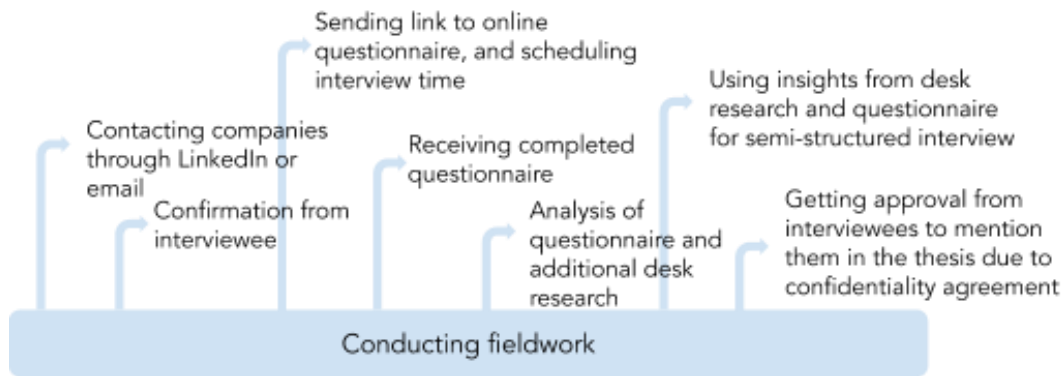 Sending link to online
questionnaire, and scheduling
interview time
Using insights from desk
research and questionnaire
for semi-structured interview
Contacting companies
through LinkedIn or
email
Receiving completed
questionnaire
Confirmation from
interviewee
Analysis of
questionnaire and
additional desk
research
Getting approval from
interviewees to mention
them in the thesis due to
confidentiality agreement
Conducting fieldwork